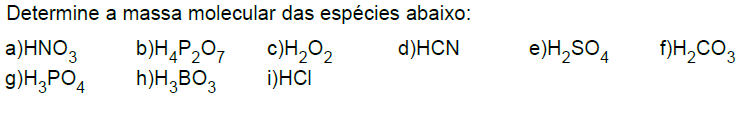 Determine a massa molecular das espécies abaixo:
a)HNO₃ b)H₄P₂O₇ c)H₂O₂ d)HCN e)H₂SO₄ f)H₂CO₃
g)H₃PO₄ h)H₃BO₃ i)HCl